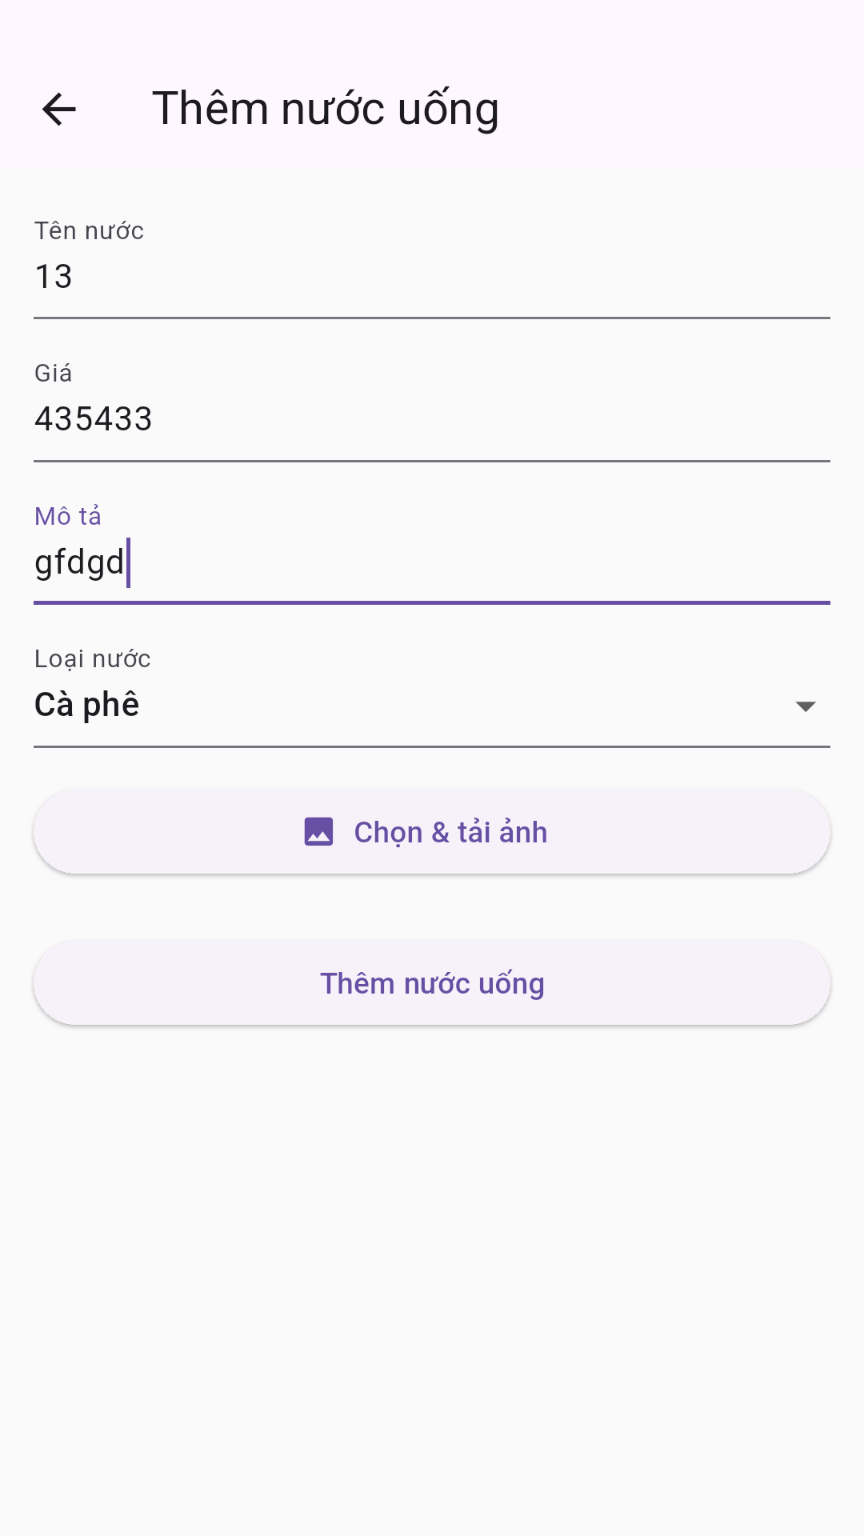 Thêm nước uống
Tên nước
13
Giá
435433
Mô tả
gfdgd
Loại nước
Cà phê
Chọn & tải ảnh
Thêm nước uống